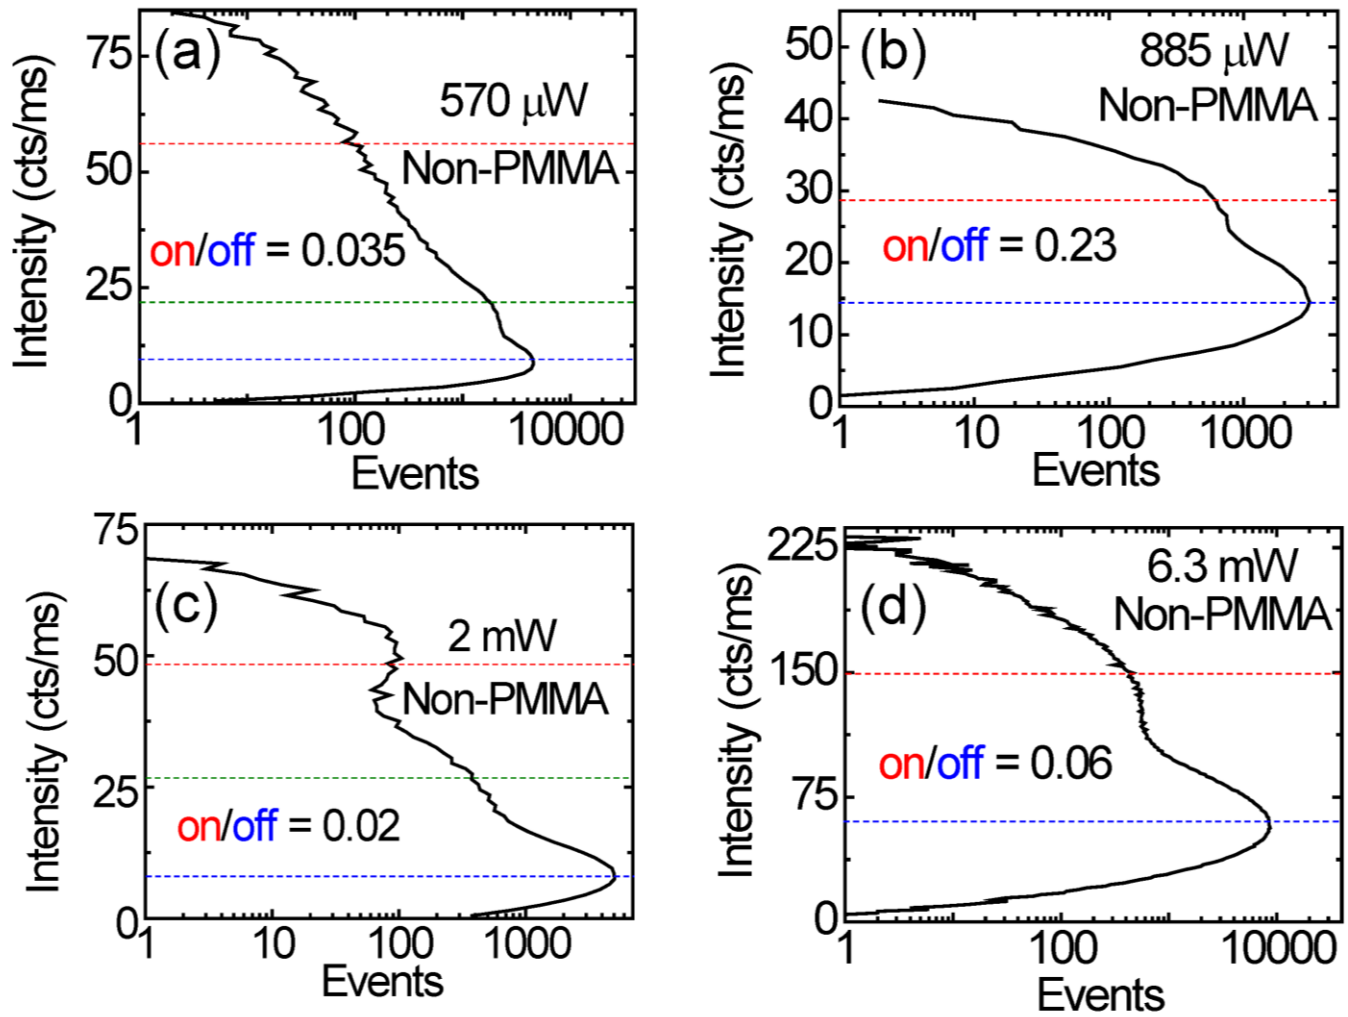 (a)
570 μW
Non-PMMA
on/off = 0.035
Intensity (cts/ms)
75
50
25
0
1
100
10000
Events
(b)
885 μW
Non-PMMA
on/off = 0.23
Intensity (cts/ms)
50
40
30
20
10
0
1
10
100
1000
Events
(c)
2 mW
Non-PMMA
on/off = 0.02
Intensity (cts/ms)
75
50
25
0
1
10
100
1000
Events
(d)
6.3 mW
Non-PMMA
on/off = 0.06
Intensity (cts/ms)
225
150
75
0
1
100
10000
Events